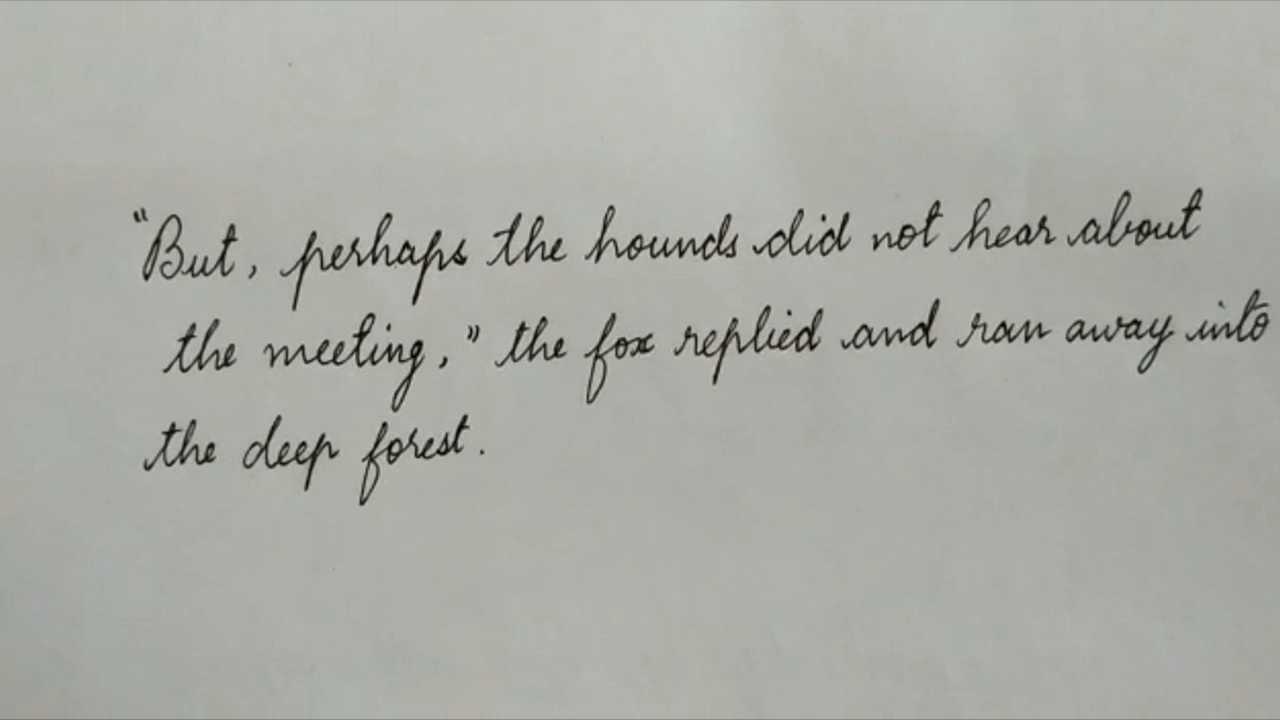 “But, perhaps the hounds did not hear about
the meeting,” the fox replied and ran away into
the deep forest.